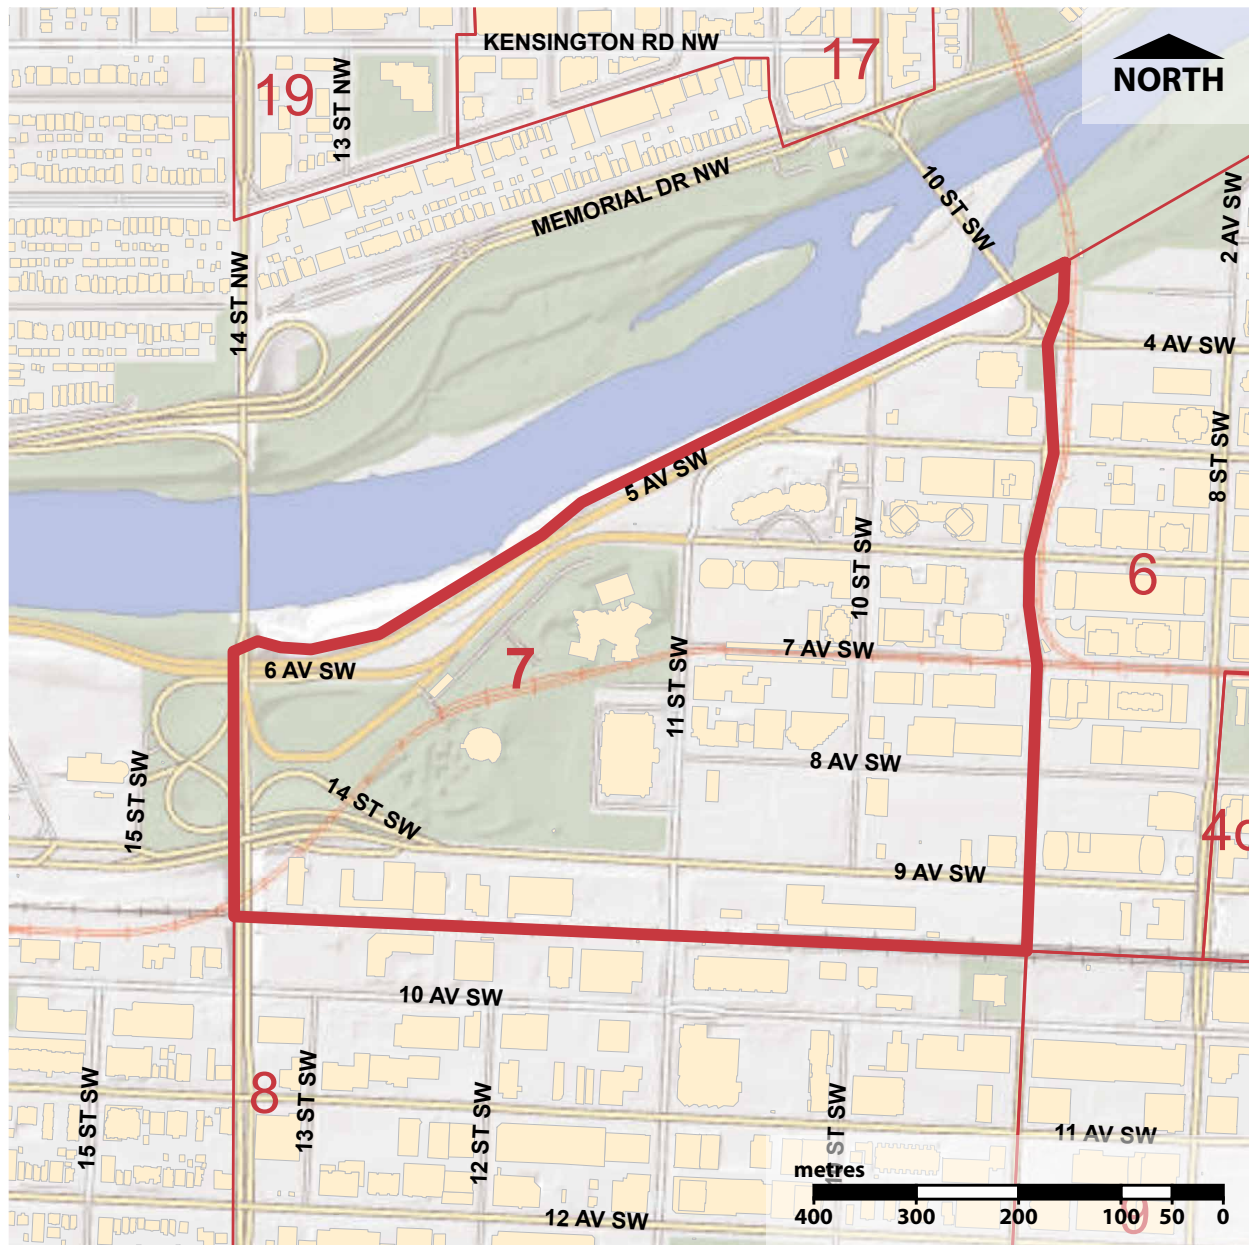 KENSINGTON RD NW
17
NORTH
19
13 ST NW
10 ST SW
MEMORIAL DR NW
2 AV SW
14 ST NW
4 AV SW
8 ST SW
5 AV SW
10 ST SW
6
7 AV SW
6 AV SW
7
11 ST SW
8 AV SW
15 ST SW
14 ST SW
9 AV SW
10 AV SW
8
15 ST SW
13 ST SW
12 ST SW
ST SW
11 AV SW
metres
400 300 200 100 50 0
9
12 AV SW